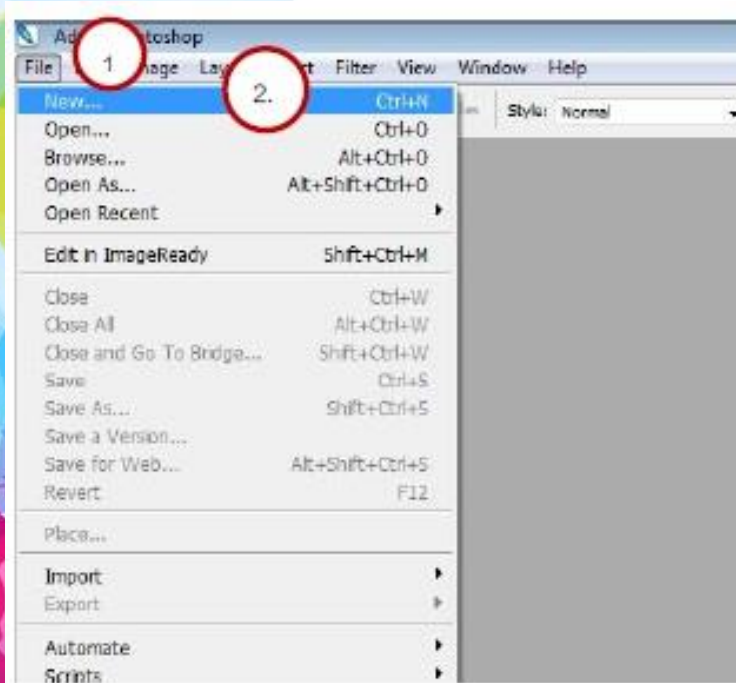 Ad toshop
1
File age Lay t Filter View Window Help
2.
New... Ctrl+N
Style: Normal
Open... Ctrl+O
Browse... Alt+Ctrl+O
Open As... Alt+Shift+Ctrl+O
Open Recent
Edit in ImageReady Shift+Ctrl+M
Close Ctrl+W
Close All Alt+Ctrl+W
Close and Go To Bridge... Shift+Ctrl+W
Save Ctrl+S
Save As... Shift+Ctrl+S
Save a Version...
Save for Web... Alt+Shift+Ctrl+S
Revert F12
Place...
Import
Export
Automate
Scripts